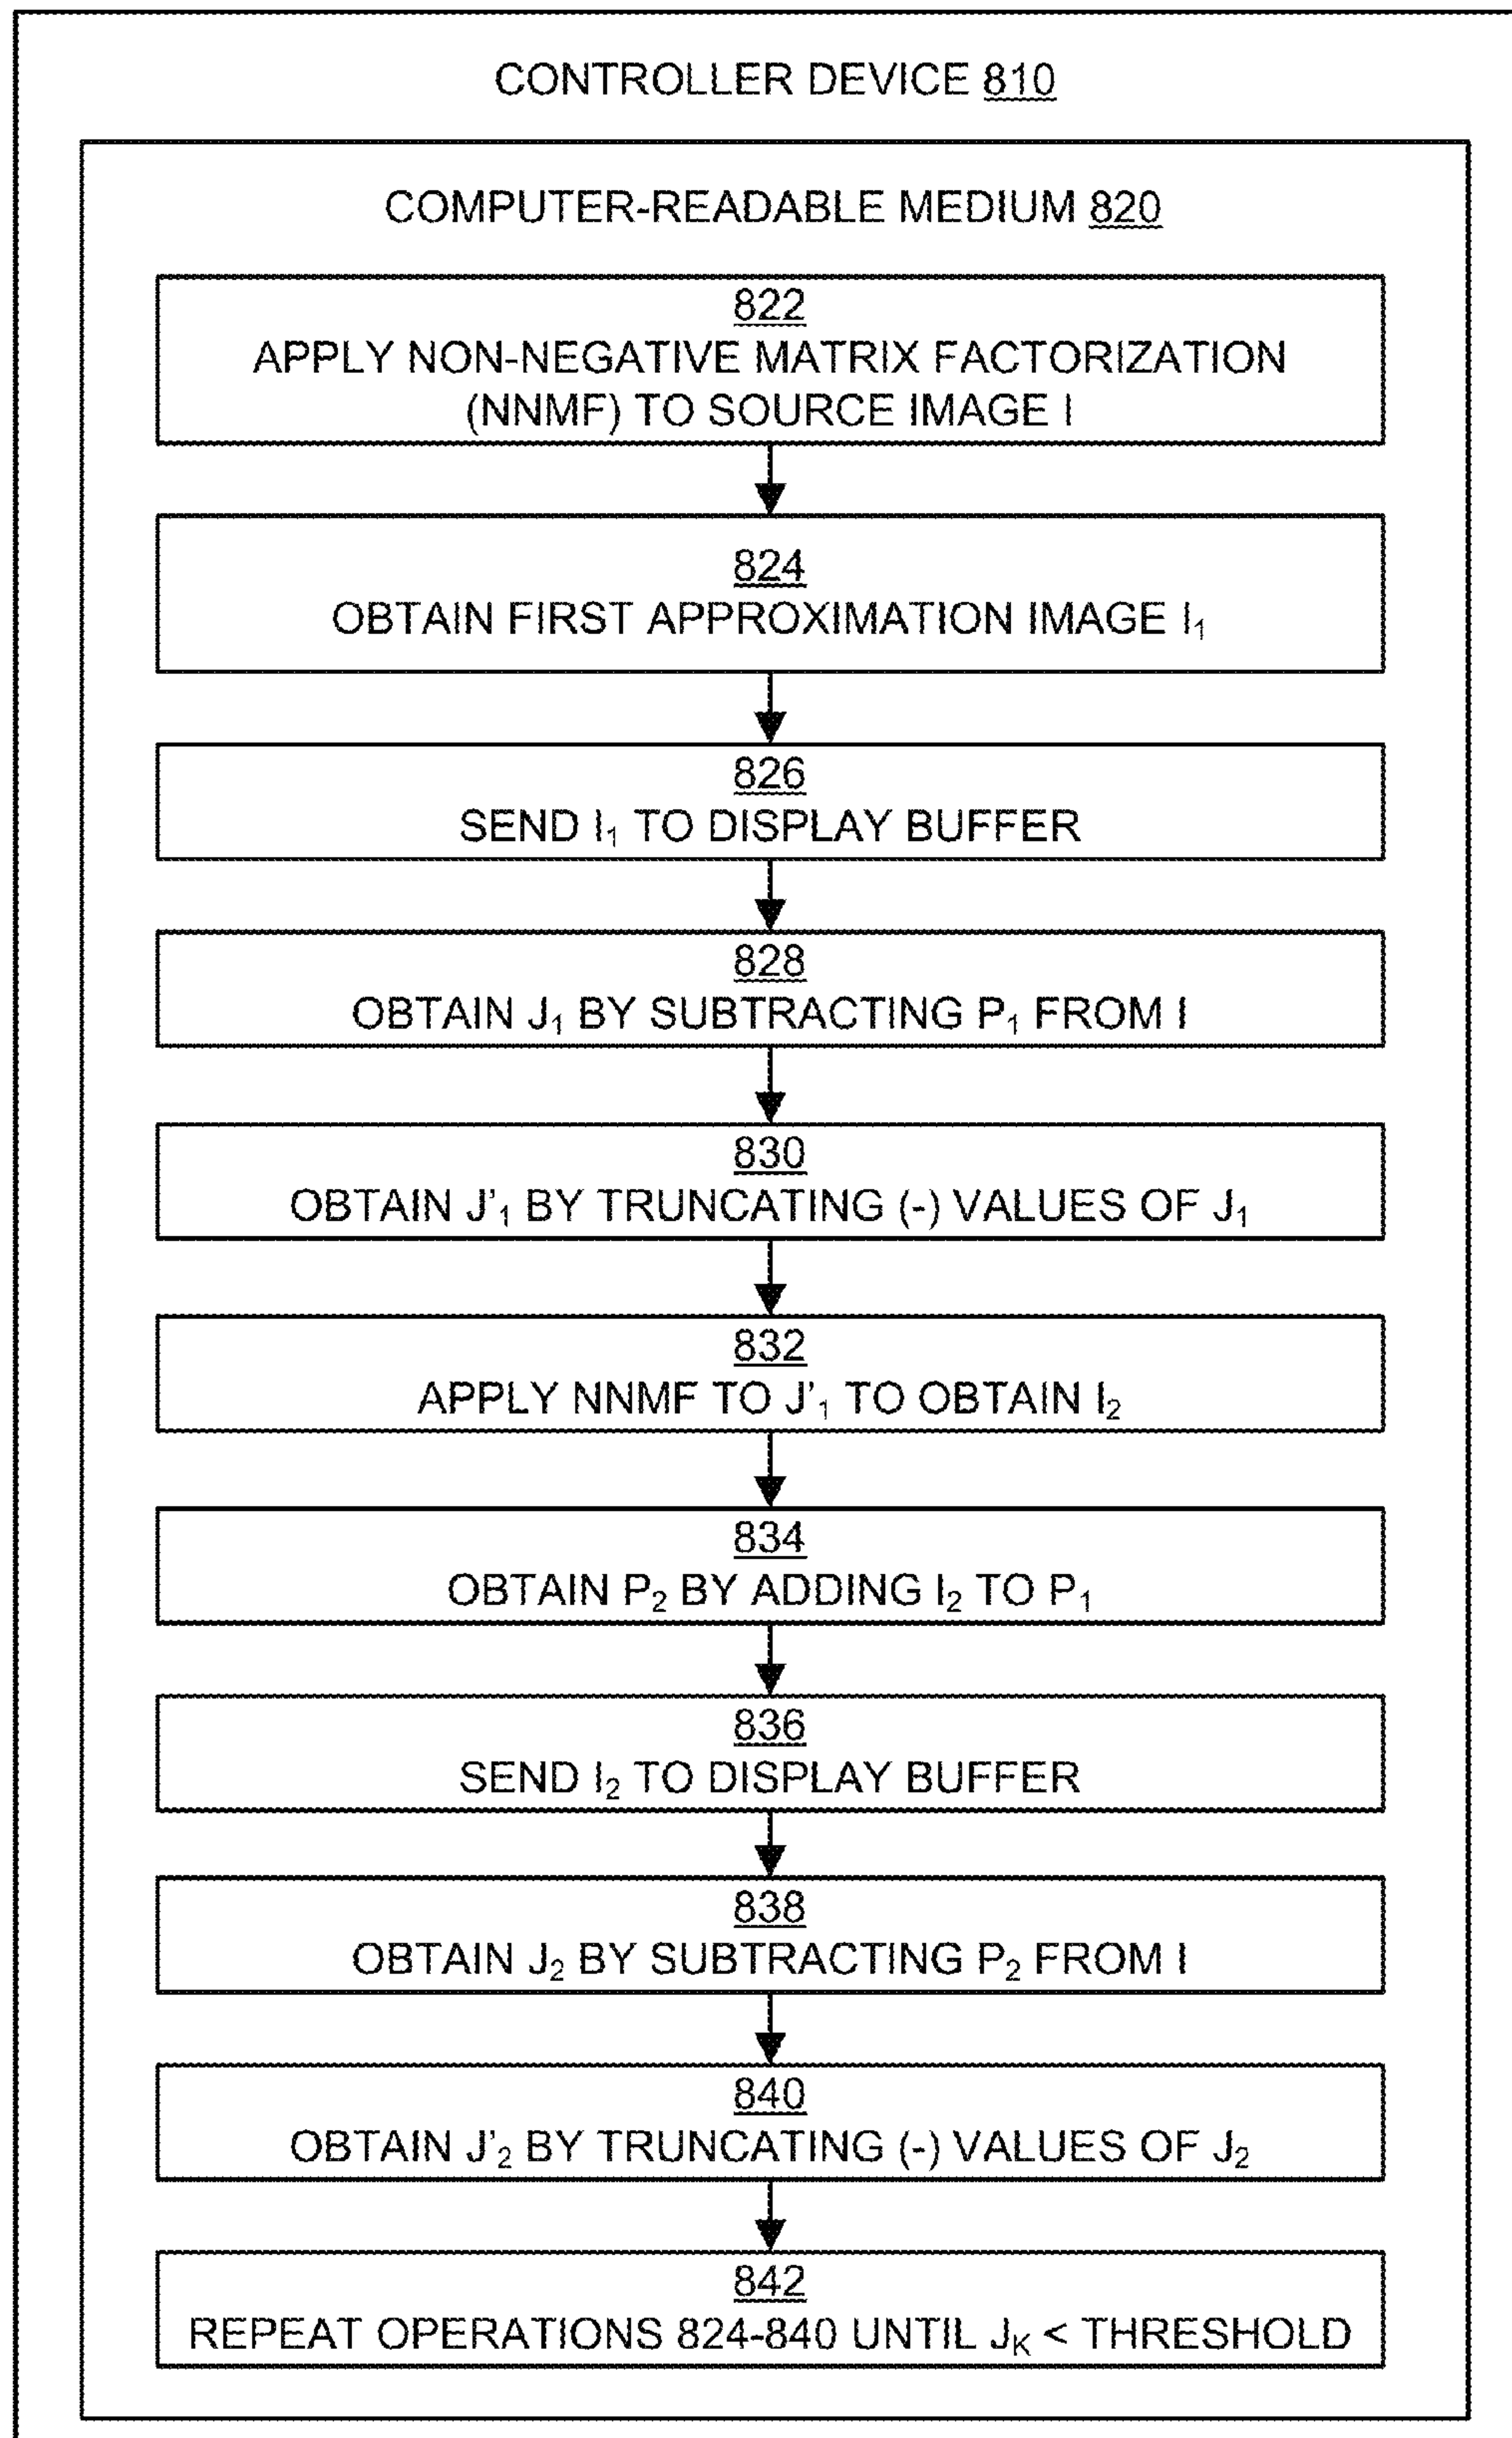 CONTROLLER DEVICE 810
COMPUTER-READABLE MEDIUM 820
822
APPLY NON-NEGATIVE MATRIX FACTORIZATION
(NNMF) TO SOURCE IMAGE I
824
OBTAIN FIRST APPROXIMATION IMAGE I₁
826
SEND I₁ TO DISPLAY BUFFER
828
OBTAIN J₁ BY SUBTRACTING P₁ FROM I
830
OBTAIN J'₁ BY TRUNCATING (-) VALUES OF J₁
832
APPLY NNMF TO J'₁ TO OBTAIN I₂
834
OBTAIN P₂ BY ADDING I₂ TO P₁
836
SEND I₂ TO DISPLAY BUFFER
838
OBTAIN J₂ BY SUBTRACTING P₂ FROM I
840
OBTAIN J'₂ BY TRUNCATING (-) VALUES OF J₂
842
REPEAT OPERATIONS 824-840 UNTIL J_K < THRESHOLD